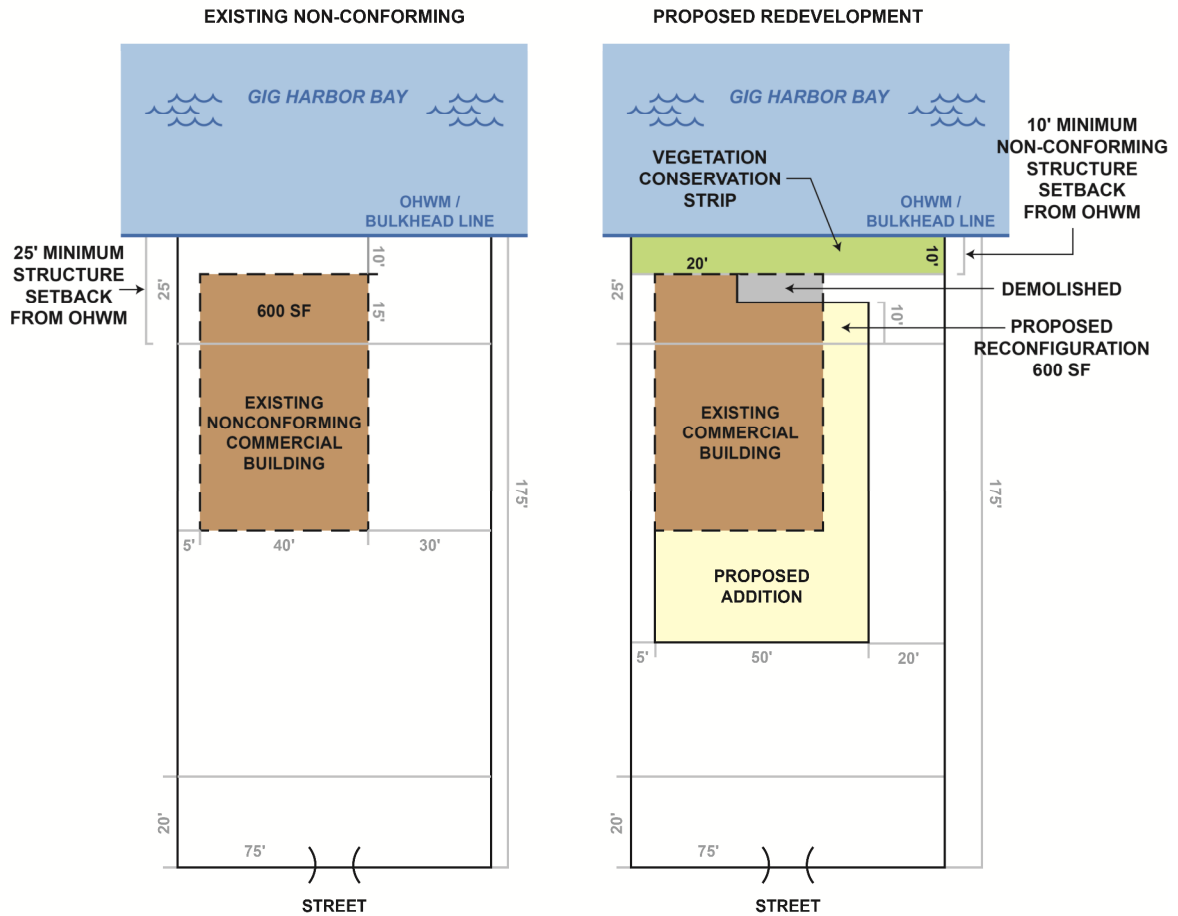 EXISTING NON-CONFORMING
GIG HARBOR BAY
OHWM /
BULKHEAD LINE
25' MINIMUM
STRUCTURE
SETBACK
FROM OHWM
25'
10'
15'
600 SF
EXISTING
NONCONFORMING
COMMERCIAL
BUILDING
5'
40'
30'
175'
20'
75'
STREET
PROPOSED REDEVELOPMENT
GIG HARBOR BAY
VEGETATION
CONSERVATION
STRIP
OHWM /
BULKHEAD LINE
10' MINIMUM
NON-CONFORMING
STRUCTURE
SETBACK
FROM OHWM
20'
10'
25'
DEMOLISHED
10'
PROPOSED
RECONFIGURATION
600 SF
EXISTING
COMMERCIAL
BUILDING
PROPOSED
ADDITION
175'
5'
50'
20'
20'
75'
STREET